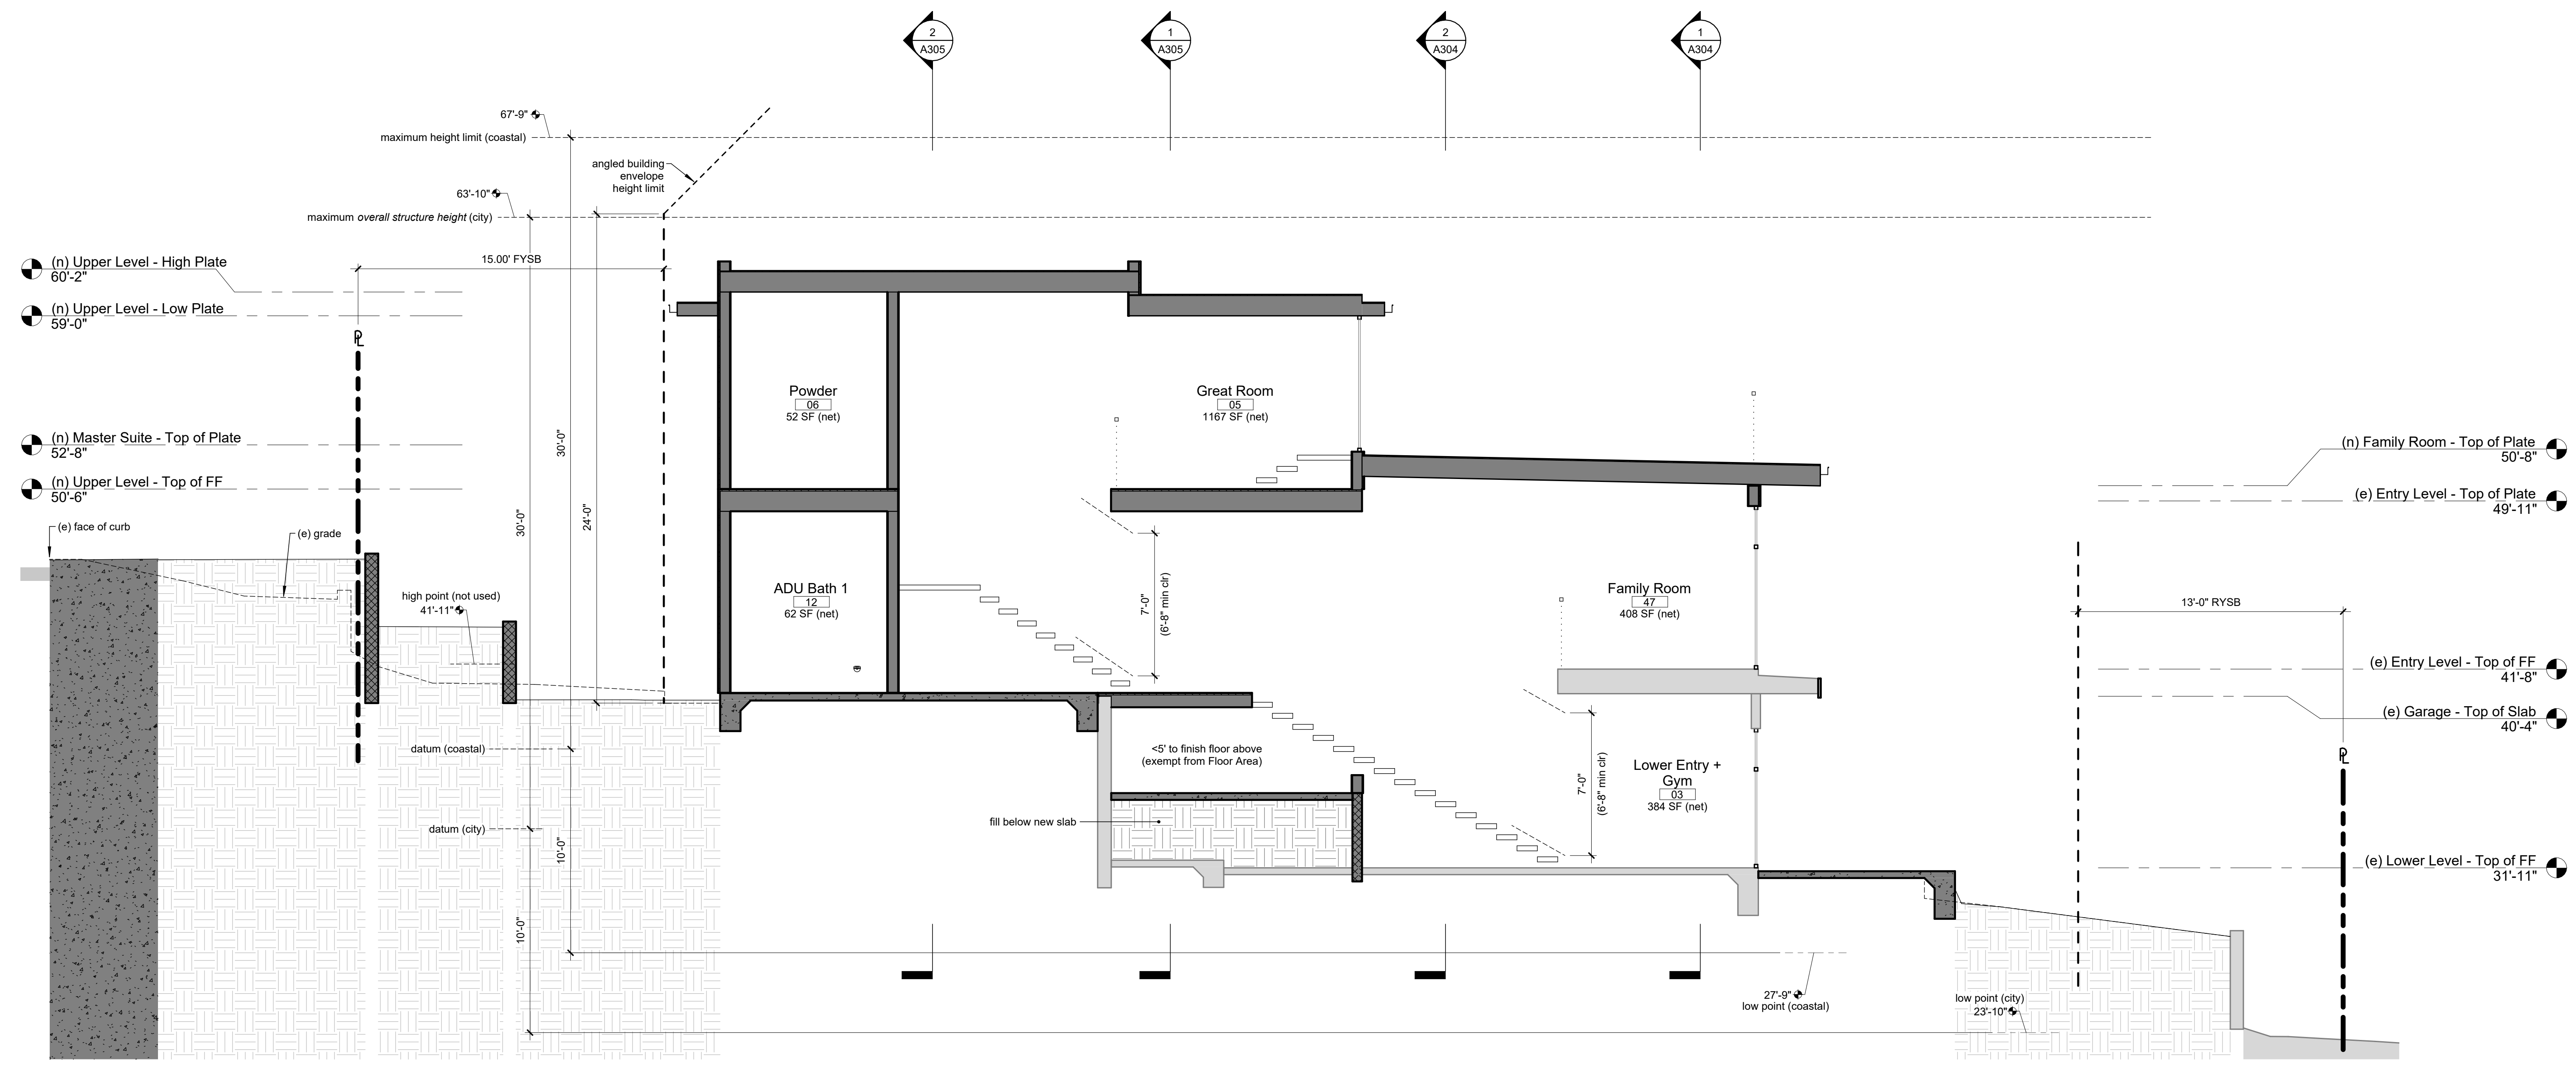 2
A305
1
A305
2
A304
1
A304
67'-9"
maximum height limit (coastal)
angled building
envelope
height limit
63'-10"
maximum overall structure height (city)
(n) Upper Level - High Plate
60'-2"
15.00' FYSB
(n) Upper Level - Low Plate
59'-0"
PL
Powder
06
52 SF (net)
Great Room
05
1167 SF (net)
(n) Master Suite - Top of Plate
52'-8"
30'-0"
(n) Family Room - Top of Plate
50'-8"
(n) Upper Level - Top of FF
50'-6"
30'-0"
24'-0"
(e) Entry Level - Top of Plate
49'-11"
(e) face of curb
(e) grade
high point (not used)
41'-11"
ADU Bath 1
12
62 SF (net)
7'-0"
(6'-8" min clr)
Family Room
47
408 SF (net)
13'-0" RYSB
(e) Entry Level - Top of FF
41'-8"
(e) Garage - Top of Slab
40'-4"
datum (coastal)
<5' to finish floor above
(exempt from Floor Area)
7'-0"
(6'-8" min clr)
Lower Entry +
Gym
03
384 SF (net)
PL
datum (city)
fill below new slab
10'-0"
(e) Lower Level - Top of FF
31'-11"
10'-0"
27'-9"
low point (coastal)
low point (city)
23'-10"